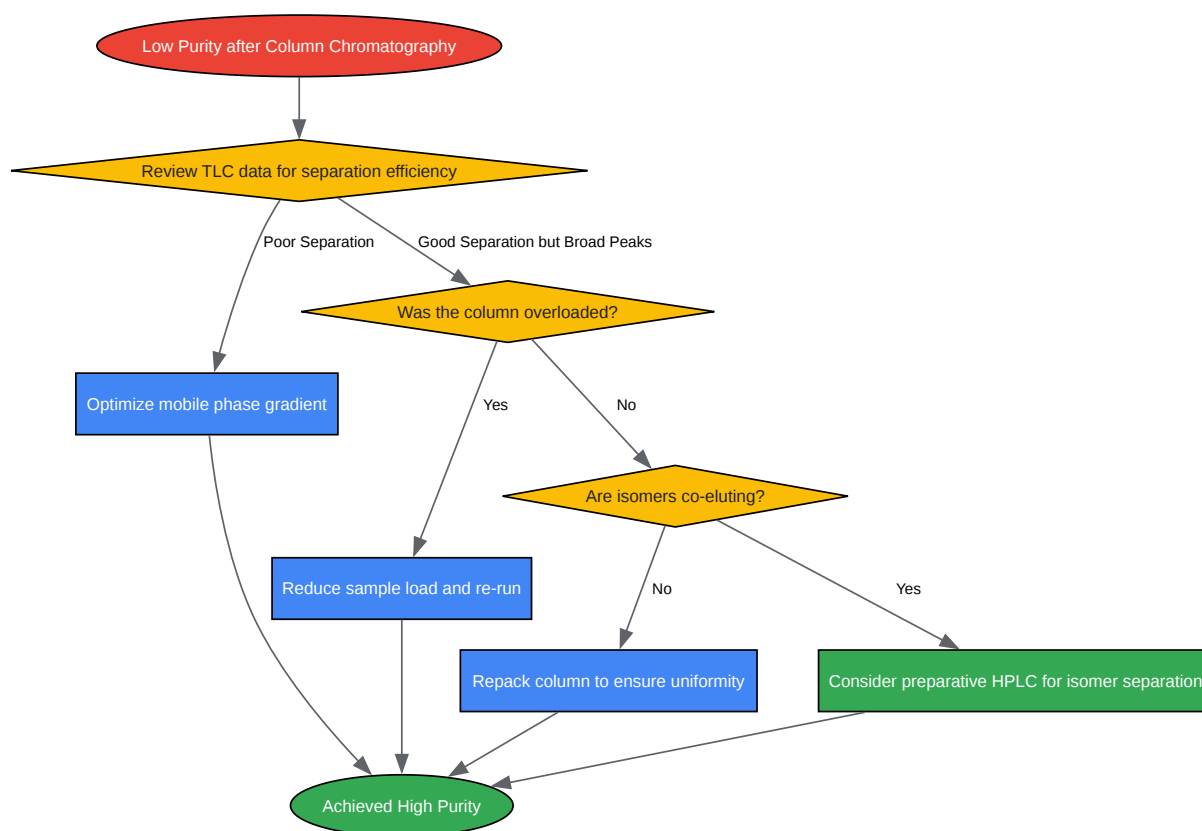 Low Purity after Column Chromatography
Review TLC data for separation efficiency
Poor Separation
Good Separation but Broad Peaks
Was the column overloaded?
Optimize mobile phase gradient
Yes
No
Are isomers co-eluting?
Reduce sample load and re-run
No
Yes
Repack column to ensure uniformity
Consider preparative HPLC for isomer separation
Achieved High Purity